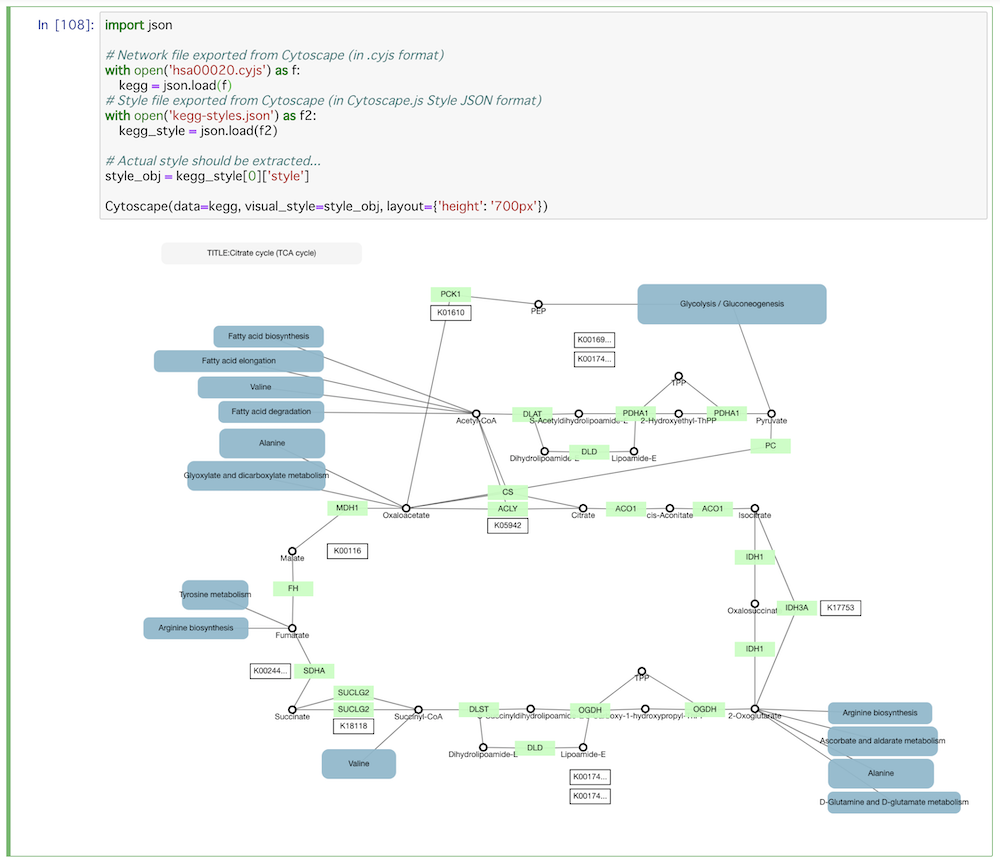 In [108]:
import json
# Network file exported from Cytoscape (in .cyjs format)
with open('hsa00020.cyjs') as f:
    kegg = json.load(f)
# Style file exported from Cytoscape (in Cytoscape.js Style JSON format)
with open('kegg-styles.json') as f2:
    kegg_style = json.load(f2)
# Actual style should be extracted...
style_obj = kegg_style[0]['style']
Cytoscape(data=kegg, visual_style=style_obj, layout={'height': '700px'})
TITLE:Citrate cycle (TCA cycle)
PCK1
K01610
PEP
Glycolysis / Gluconeogenesis
Fatty acid biosynthesis
K00169...
Fatty acid elongation
K00174...
Valine
TPP
Fatty acid degradation
Acetyl-CoA
DLAT
S-Acetyldihydrolipoamide-E
PDHA1
2-Hydroxyethyl-ThPP
PDHA1
Pyruvate
Alanine
Dihydrolipoamide-E
DLD
Lipoamide-E
PC
Glyoxylate and dicarboxylate metabolism
CS
MDH1
Oxaloacetate
ACLY
Citrate
ACO1
cis-Aconitate
ACO1
Isocitrate
K05942
Malate
K00116
IDH1
FH
Tyrosine metabolism
Oxalosuccinat
IDH3A
K17753
Arginine biosynthesis
Fumarate
IDH1
K00244...
SDHA
TPP
SUCLG2
Succinate
SUCLG2
Succinyl-CoA
DLST
OGDH
OGDH
2-Oxoglutarate
Arginine biosynthesis
K18118
Ascorbate and aldarate metabolism
Dihydrolipoamide-E
DLD
Lipoamide-E
Valine
Alanine
K00174...
K00174...
D-Glutamine and D-glutamate metabolism